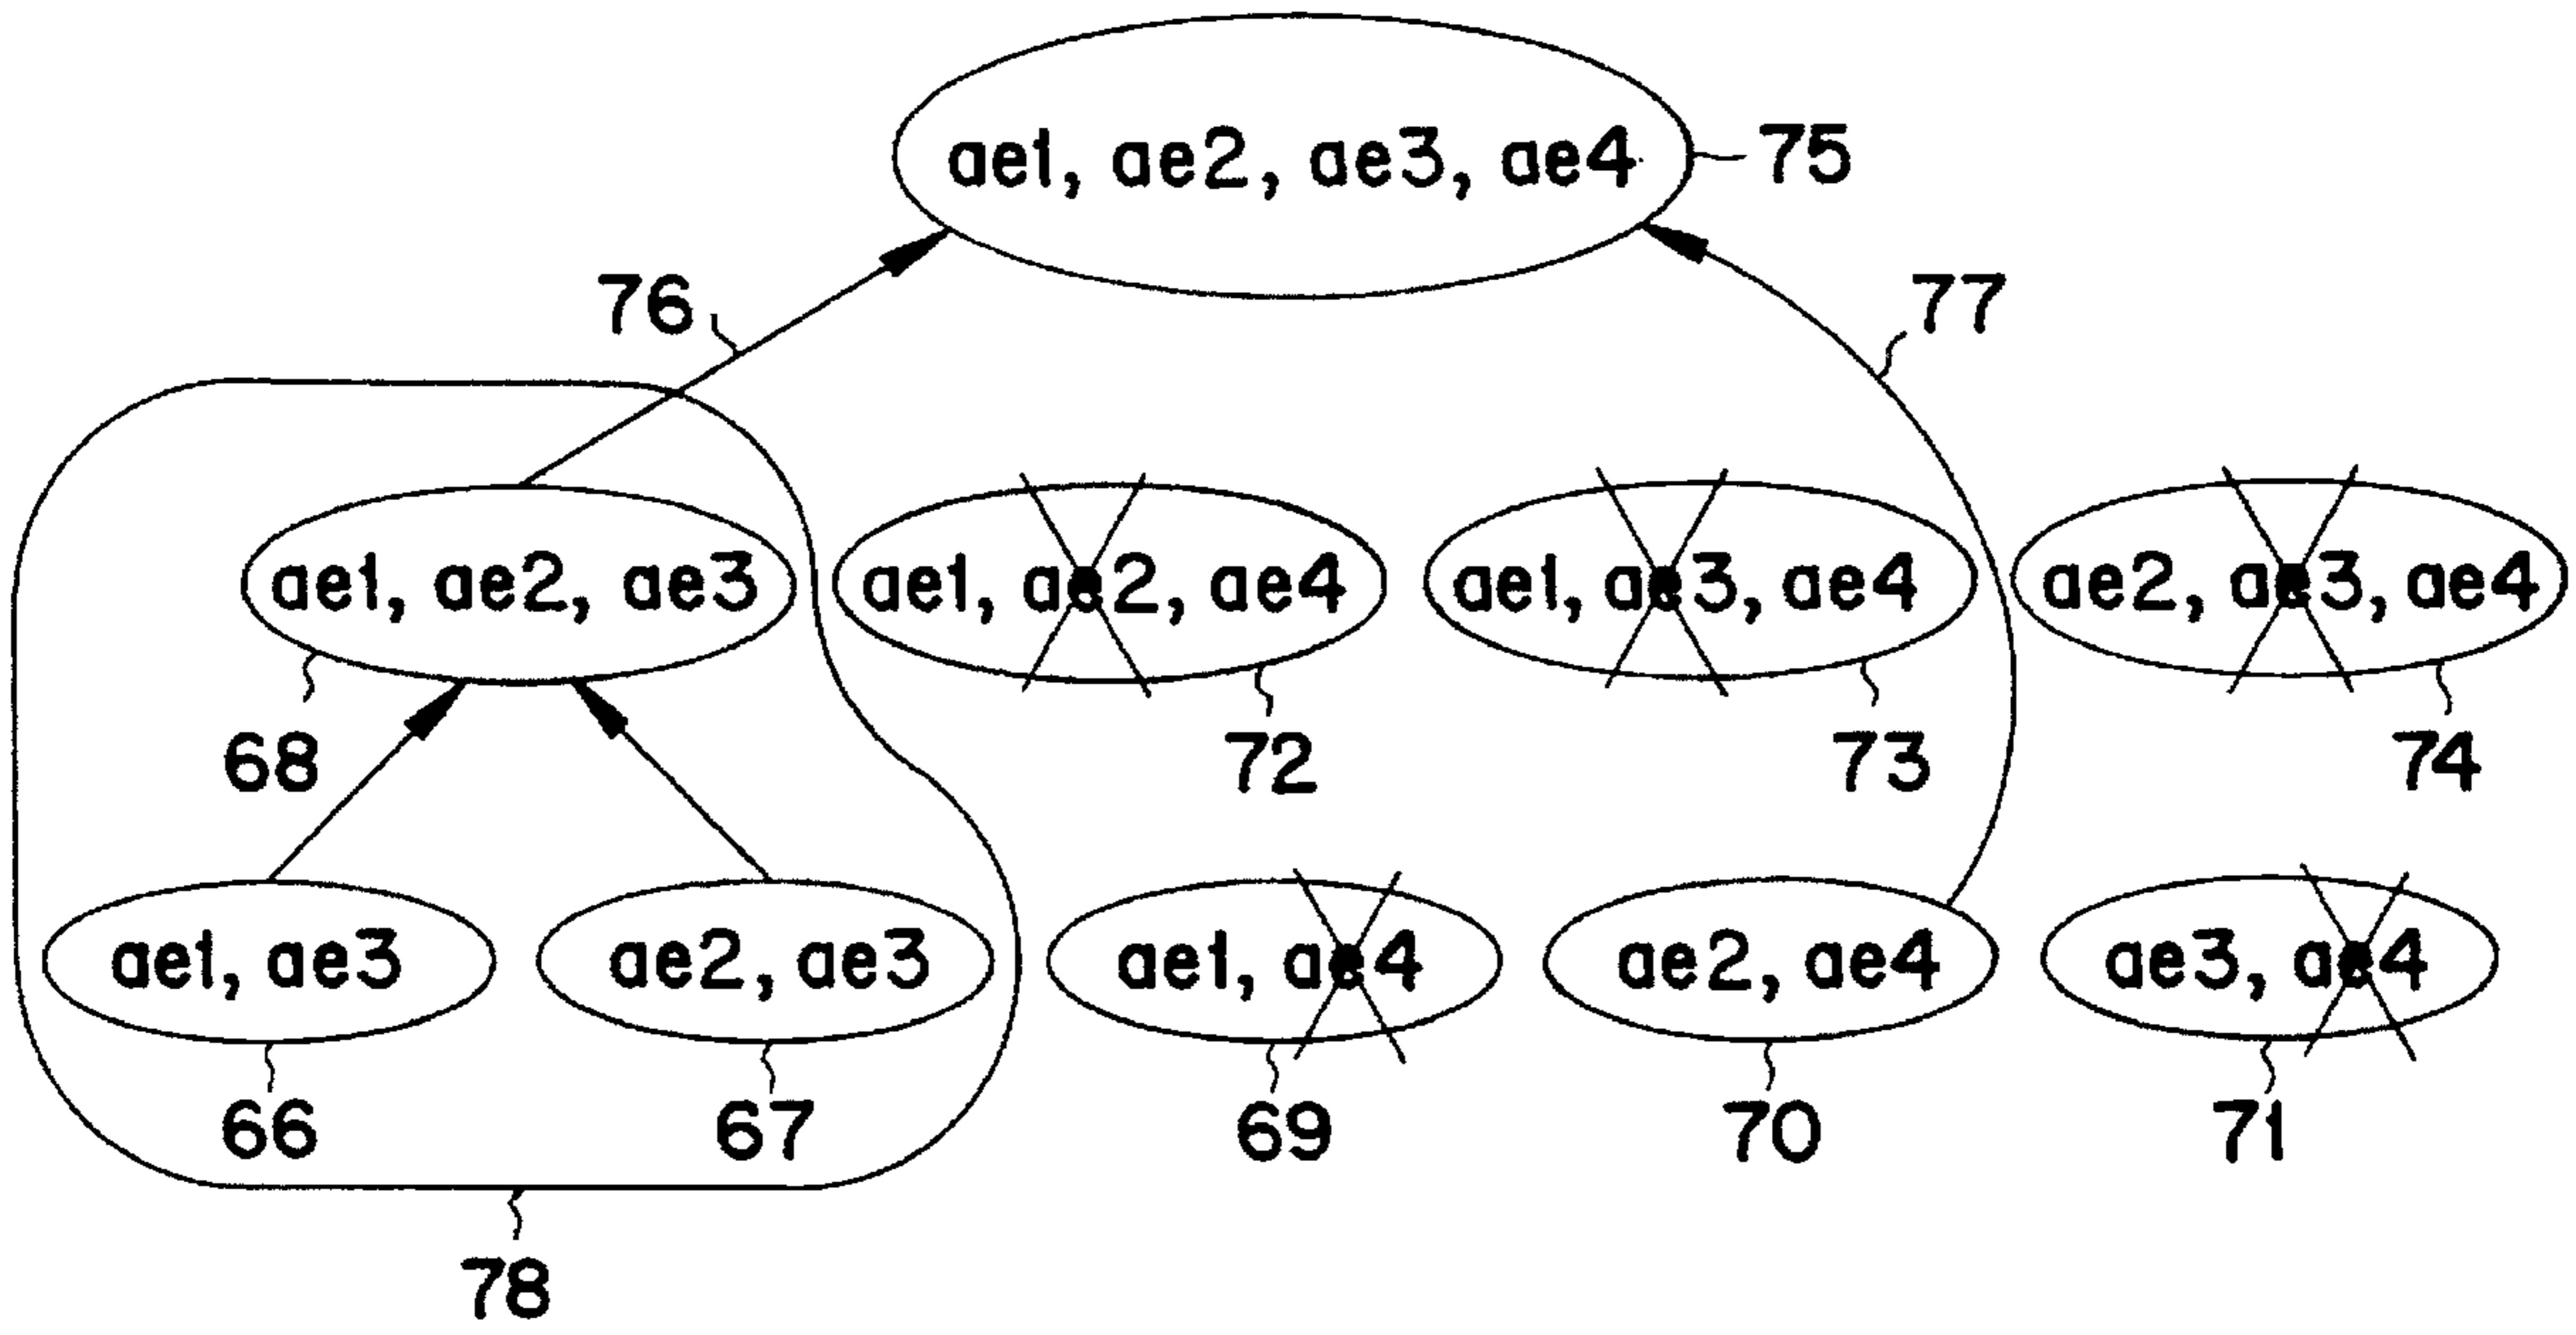 ae1, ae2, ae3, ae4 75
76 77
ae1, ae2, ae3 ae1, ae2, ae4 ae1, ae3, ae4 ae2, ae3, ae4
68 72 73 74
ae1, ae3 ae2, ae3 ae1, ae4 ae2, ae4 ae3, ae4
66 67 69 70 71
78